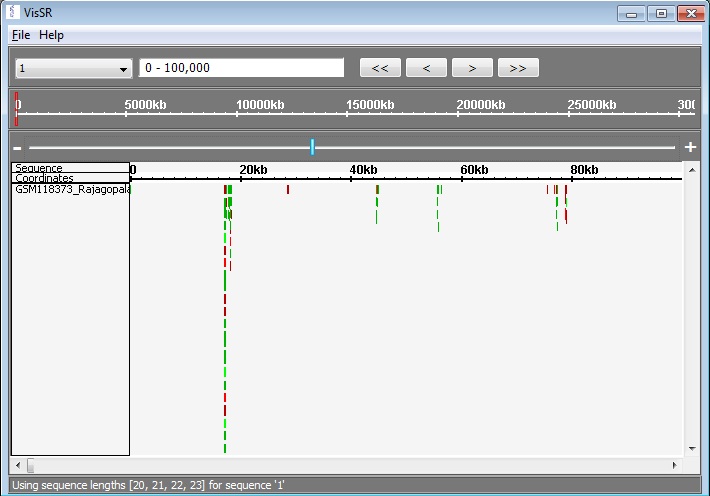 VisSR
File Help
1 0 - 100,000 << < > >>
0 5000kb 10000kb 15000kb 20000kb 25000kb 300
- +
Sequence 0 20kb 40kb 60kb 80kb
Coordinates
GSM118373_Rajagopala
Using sequence lengths [20, 21, 22, 23] for sequence '1'